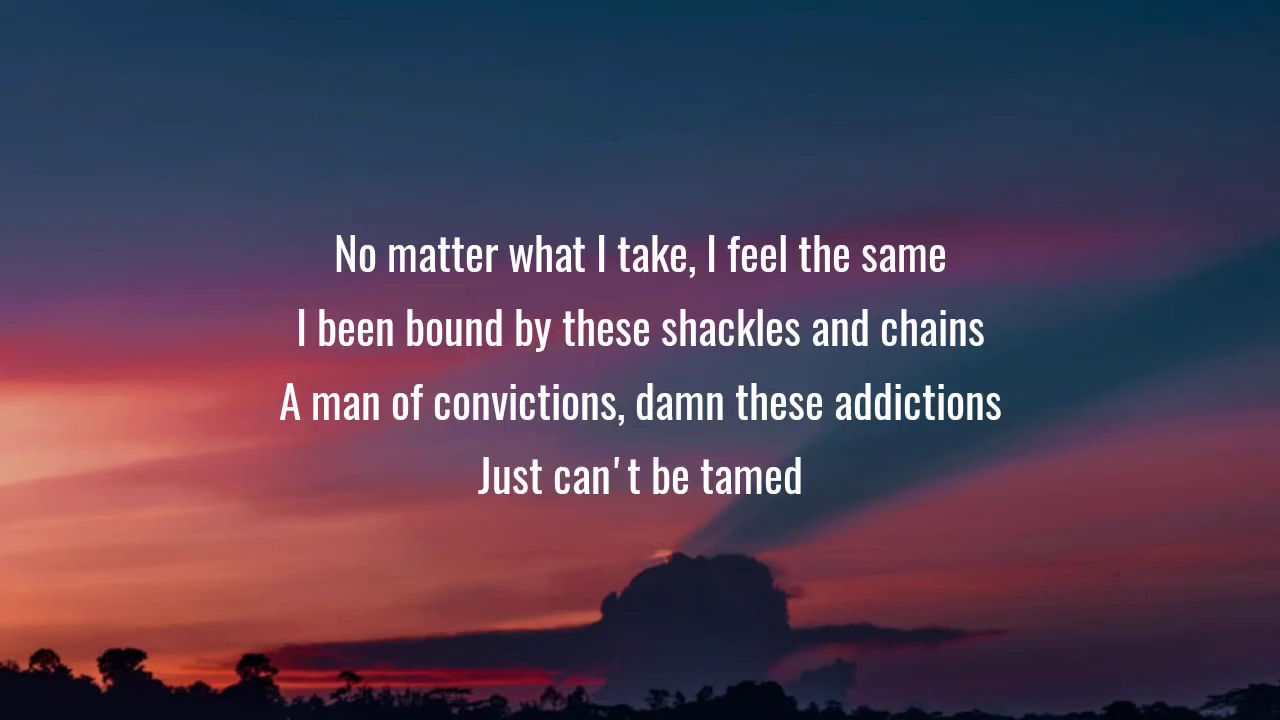 No matter what I take, I feel the same
I been bound by these shackles and chains
A man of convictions, damn these addictions
Just can't be tamed